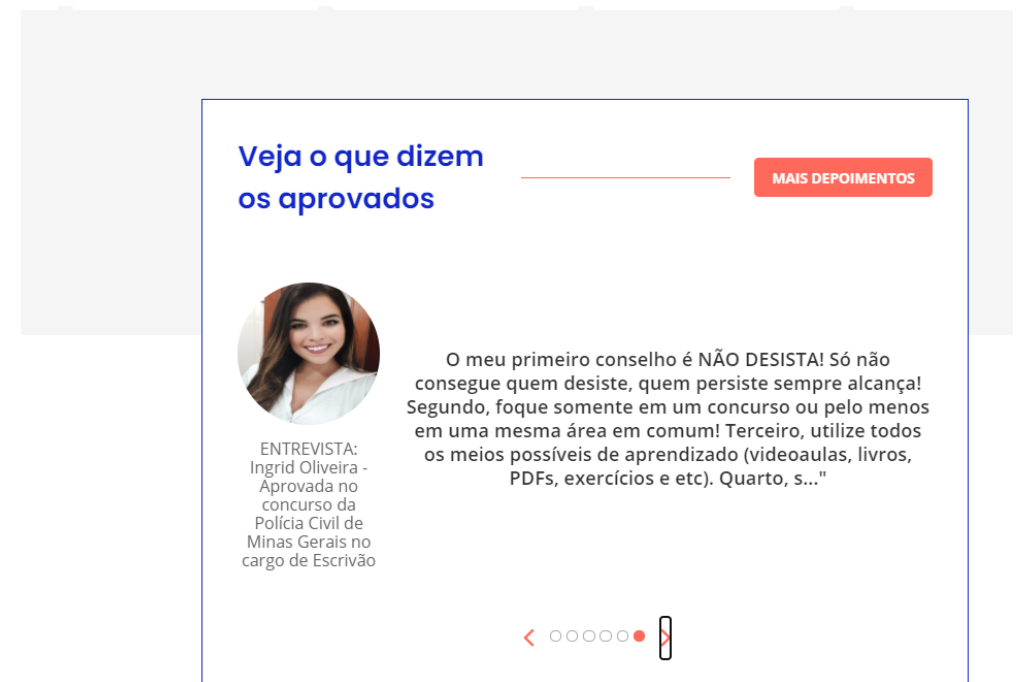 Veja o que dizem
os aprovados
MAIS DEPOIMENTOS
O meu primeiro conselho é NÃO DESISTA! Só não
consegue quem desiste, quem persiste sempre alcança!
Segundo, foque somente em um concurso ou pelo menos
em uma mesma área em comum! Terceiro, utilize todos
os meios possíveis de aprendizado (videoaulas, livros,
PDFs, exercícios e etc). Quarto, s..."
ENTREVISTA:
Ingrid Oliveira -
Aprovada no
concurso da
Polícia Civil de
Minas Gerais no
cargo de Escrivão